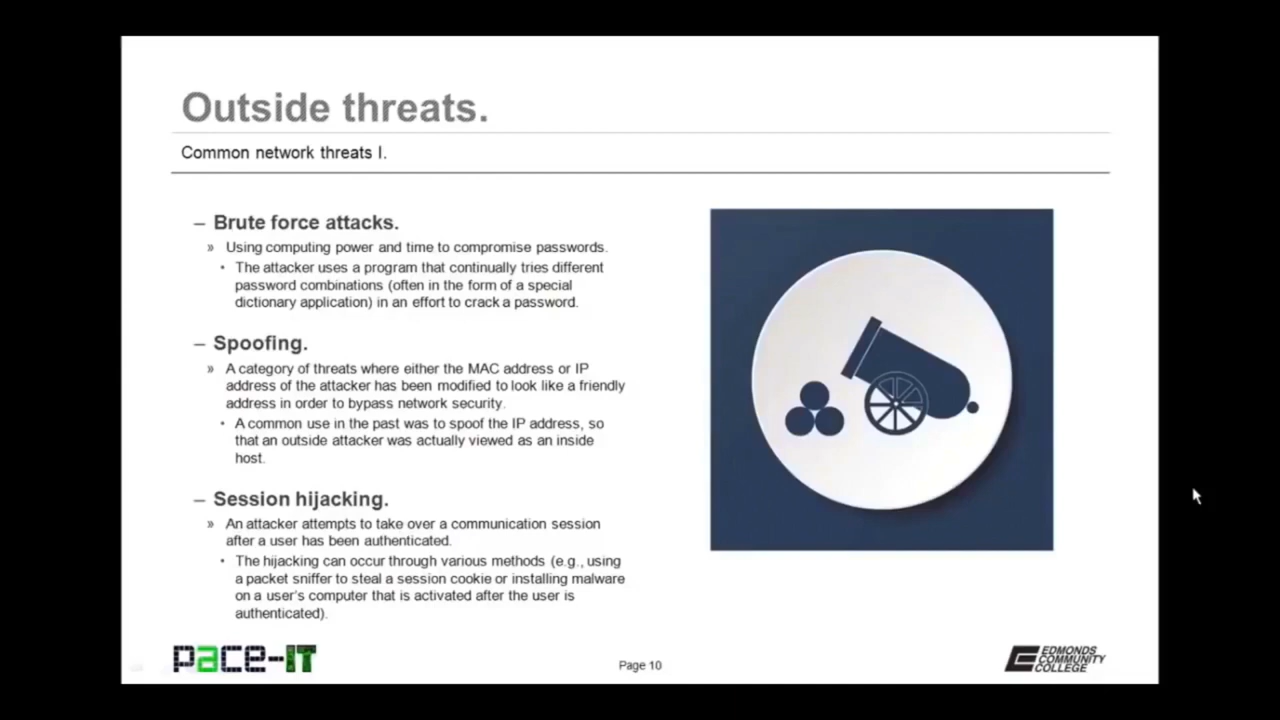 Outside threats.
Common network threats I.
– Brute force attacks.
» Using computing power and time to compromise passwords.
• The attacker uses a program that continually tries different
password combinations (often in the form of a special
dictionary application) in an effort to crack a password.
– Spoofing.
» A category of threats where either the MAC address or IP
address of the attacker has been modified to look like a friendly
address in order to bypass network security.
• A common use in the past was to spoof the IP address, so
that an outside attacker was actually viewed as an inside
host.
– Session hijacking.
» An attacker attempts to take over a communication session
after a user has been authenticated.
• The hijacking can occur through various methods (e.g., using
a packet sniffer to steal a session cookie or installing malware
on a user's computer that is activated after the user is
authenticated).
PACE-IT
Page 10
EDMONDS
COMMUNITY
COLLEGE